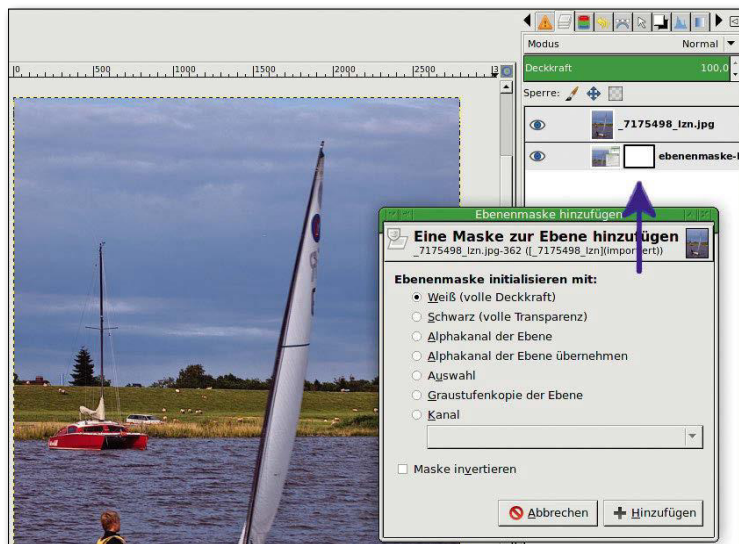 Modus Normal
Deckkraft 100,0
Sperre:
0 500 1000 1500 2000 2500 3
_7175498_lzn.jpg
ebenenmaske-
Ebenenmaske hinzufügen
Eine Maske zur Ebene hinzufügen
_7175498_lzn.jpg-362 ([_7175498_lzn](importiert))
Ebenenmaske initialisieren mit:
Weiß (volle Deckkraft)
Schwarz (volle Transparenz)
Alphakanal der Ebene
Alphakanal der Ebene übernehmen
Auswahl
Graustufenkopie der Ebene
Kanal
Maske invertieren
Abbrechen
Hinzufügen